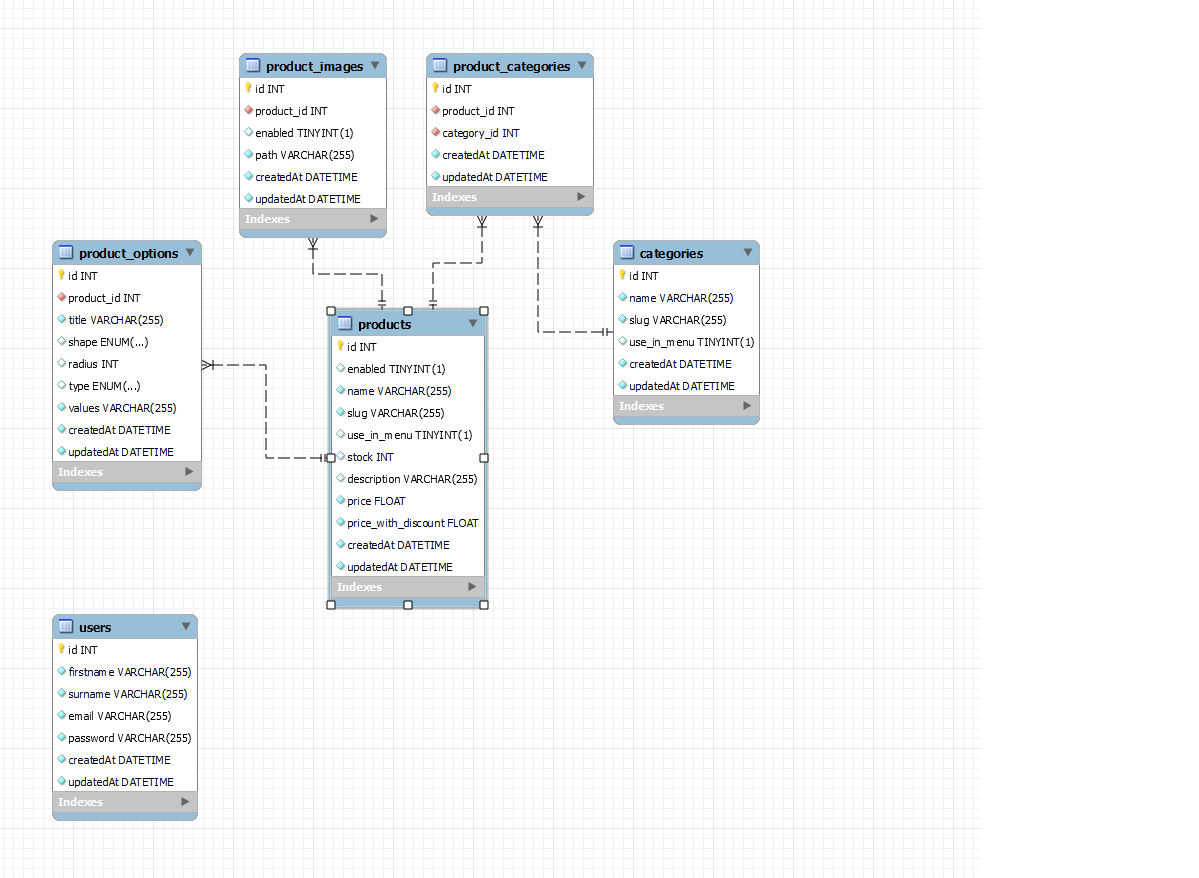 product_images
id INT
product_id INT
enabled TINYINT(1)
path VARCHAR(255)
createdAt DATETIME
updatedAt DATETIME
Indexes
product_categories
id INT
product_id INT
category_id INT
createdAt DATETIME
updatedAt DATETIME
Indexes
product_options
id INT
product_id INT
title VARCHAR(255)
shape ENUM(...)
radius INT
type ENUM(...)
values VARCHAR(255)
createdAt DATETIME
updatedAt DATETIME
Indexes
categories
id INT
name VARCHAR(255)
slug VARCHAR(255)
use_in_menu TINYINT(1)
createdAt DATETIME
updatedAt DATETIME
Indexes
products
id INT
enabled TINYINT(1)
name VARCHAR(255)
slug VARCHAR(255)
use_in_menu TINYINT(1)
stock INT
description VARCHAR(255)
price FLOAT
price_with_discount FLOAT
createdAt DATETIME
updatedAt DATETIME
Indexes
users
id INT
firstname VARCHAR(255)
surname VARCHAR(255)
email VARCHAR(255)
password VARCHAR(255)
createdAt DATETIME
updatedAt DATETIME
Indexes